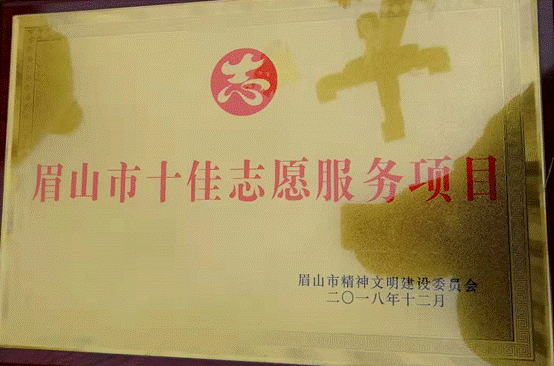 志
眉山市十佳志愿服务项目
眉山市精神文明建设委员会
二〇一八年十二月